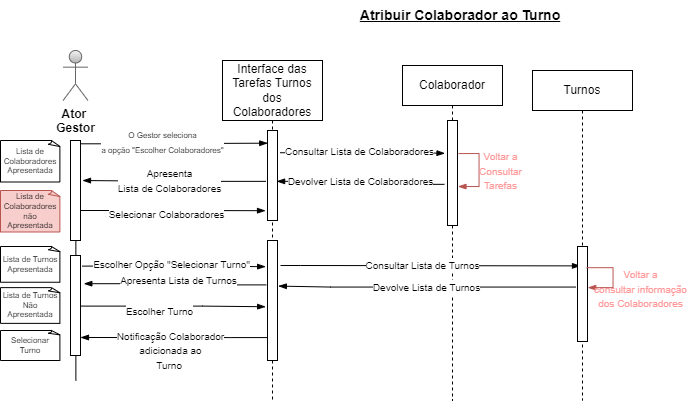 Atribuir Colaborador ao Turno
Interface das
Tarefas Turnos
dos
Colaboradores
Colaborador
Turnos
Ator
Gestor
O Gestor seleciona
a opção "Escolher Colaboradores"
Lista de
Colaboradores
Apresentada
Consultar Lista de Colaboradores
Voltar a
Consultar
Tarefas
Apresenta
Lista de Colaboradores
Devolver Lista de Colaboradores
Lista de
Colaboradores
não
Apresentada
Selecionar Colaboradores
Lista de Turnos
Apresentada
Escolher Opção "Selecionar Turno"
Consultar Lista de Turnos
Voltar a
consultar informação
dos Colaboradores
Apresenta Lista de Turnos
Devolve Lista de Turnos
Lista de Turnos
Não
Apresentada
Escolher Turno
Selecionar
Turno
Notificação Colaborador
adicionada ao
Turno